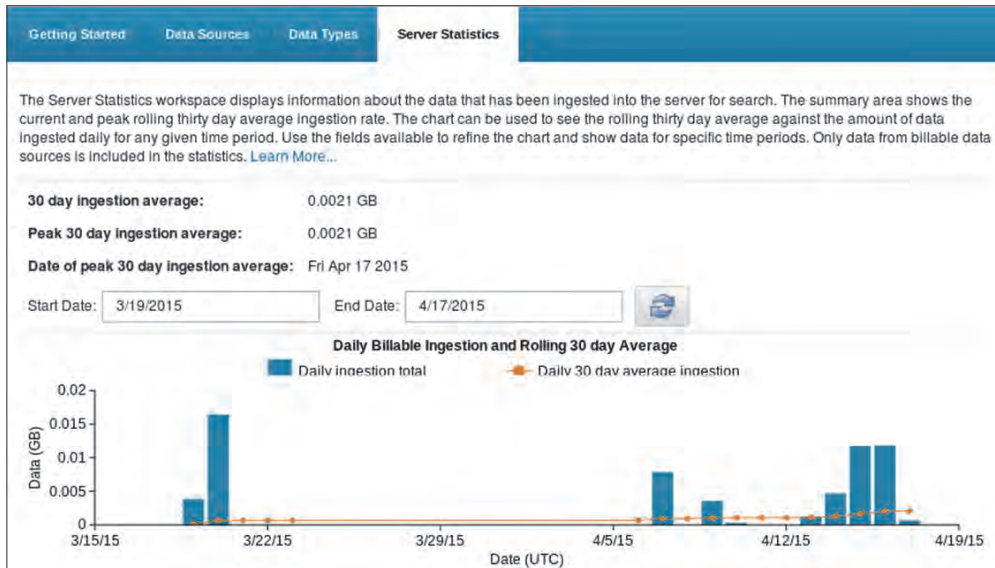 Getting Started Data Sources Data Types Server Statistics
The Server Statistics workspace displays information about the data that has been ingested into the server for search. The summary area shows the
current and peak rolling thirty day average ingestion rate. The chart can be used to see the rolling thirty day average against the amount of data
ingested daily for any given time period. Use the fields available to refine the chart and show data for specific time periods. Only data from billable data
sources is included in the statistics. Learn More...
30 day ingestion average: 0.0021 GB
Peak 30 day ingestion average: 0.0021 GB
Date of peak 30 day ingestion average: Fri Apr 17 2015
Start Date: 3/19/2015 End Date: 4/17/2015
Daily Billable Ingestion and Rolling 30 day Average
Daily ingestion total Daily 30 day average ingestion
0.02
0.015
0.01
0.005
0
Data (GB)
3/15/15 3/22/15 3/29/15 4/5/15 4/12/15 4/19/15
Date (UTC)